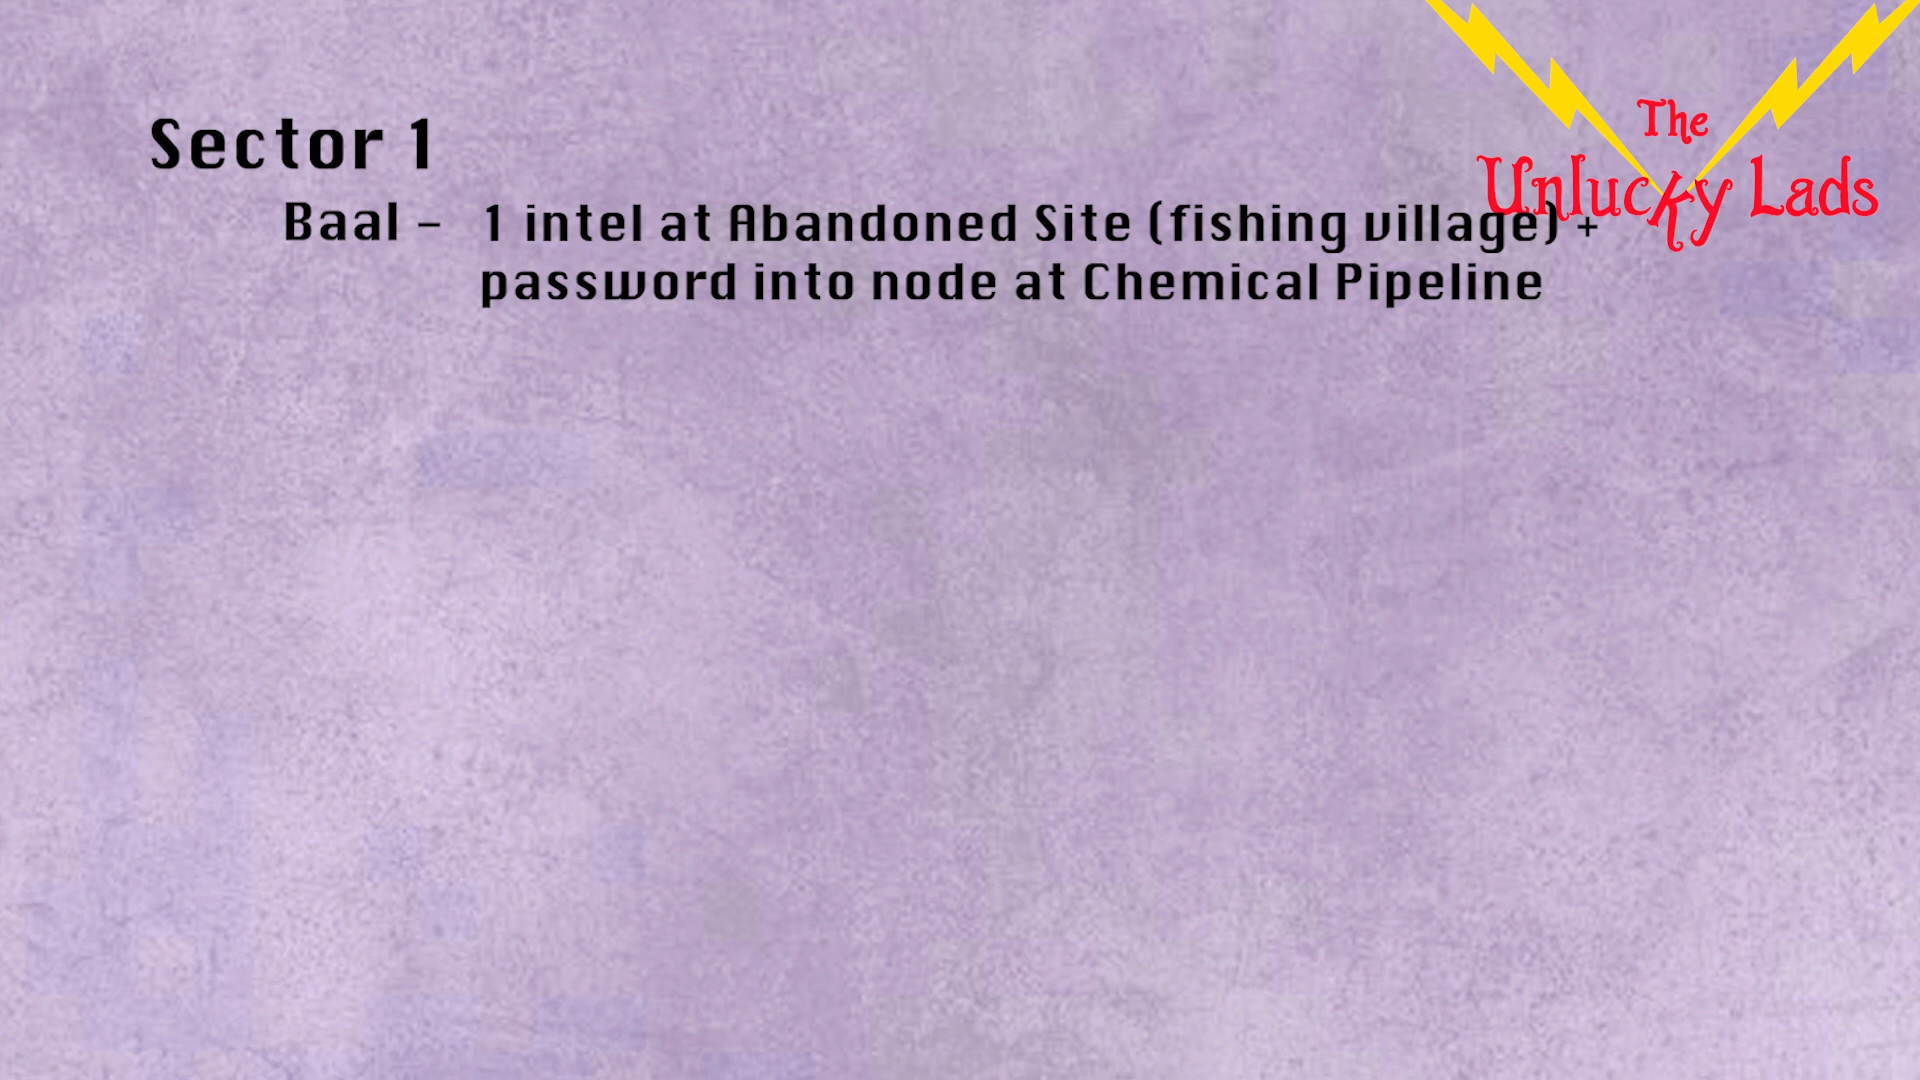 The
Unlucky Lads
Sector 1
Baal - 1 intel at Abandoned Site (fishing village) +
password into node at Chemical Pipeline